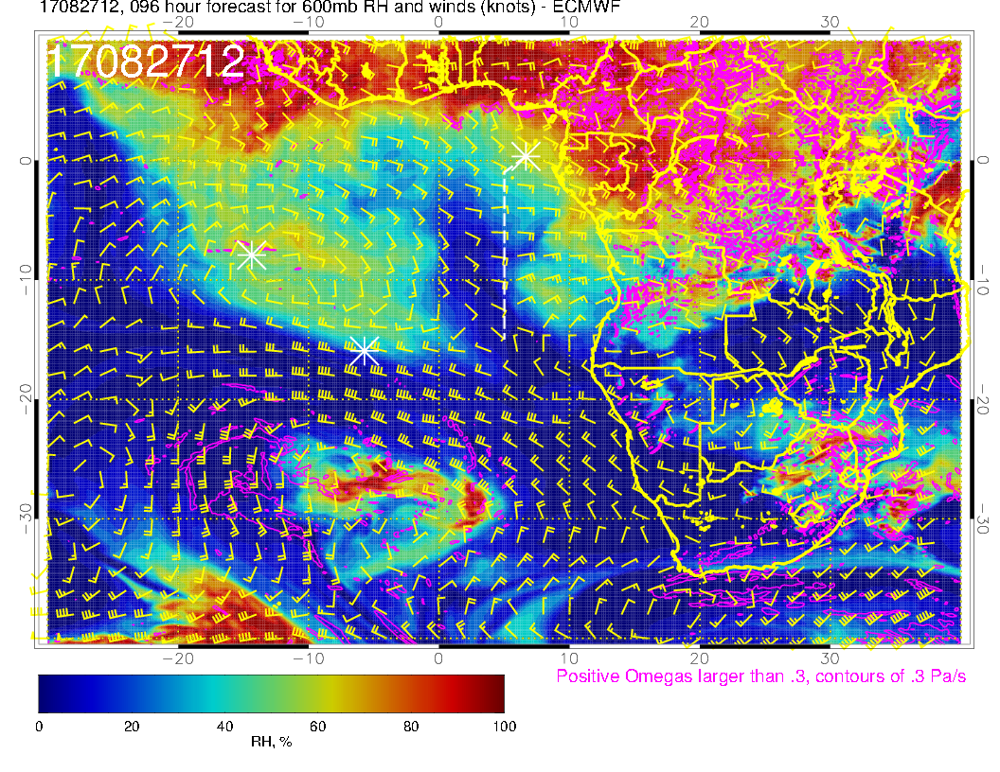 17082712, 096 hour forecast for 600mb RH and winds (knots) - ECMWF
−20 −10 0 10 20 30
17082712
0 0
−10 −10
−20 −20
−30 −30
−20 −10 0 10 20 30
Positive Omegas larger than .3, contours of .3 Pa/s
0 20 40 60 80 100
RH, %